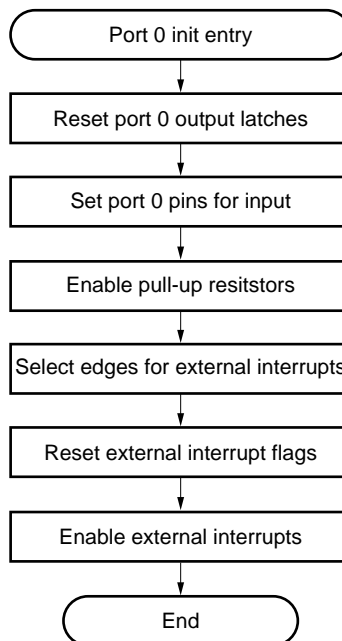 Port 0 init entry
Reset port 0 output latches
Set port 0 pins for input
Enable pull-up resitstors
Select edges for external interrupts
Reset external interrupt flags
Enable external interrupts
End